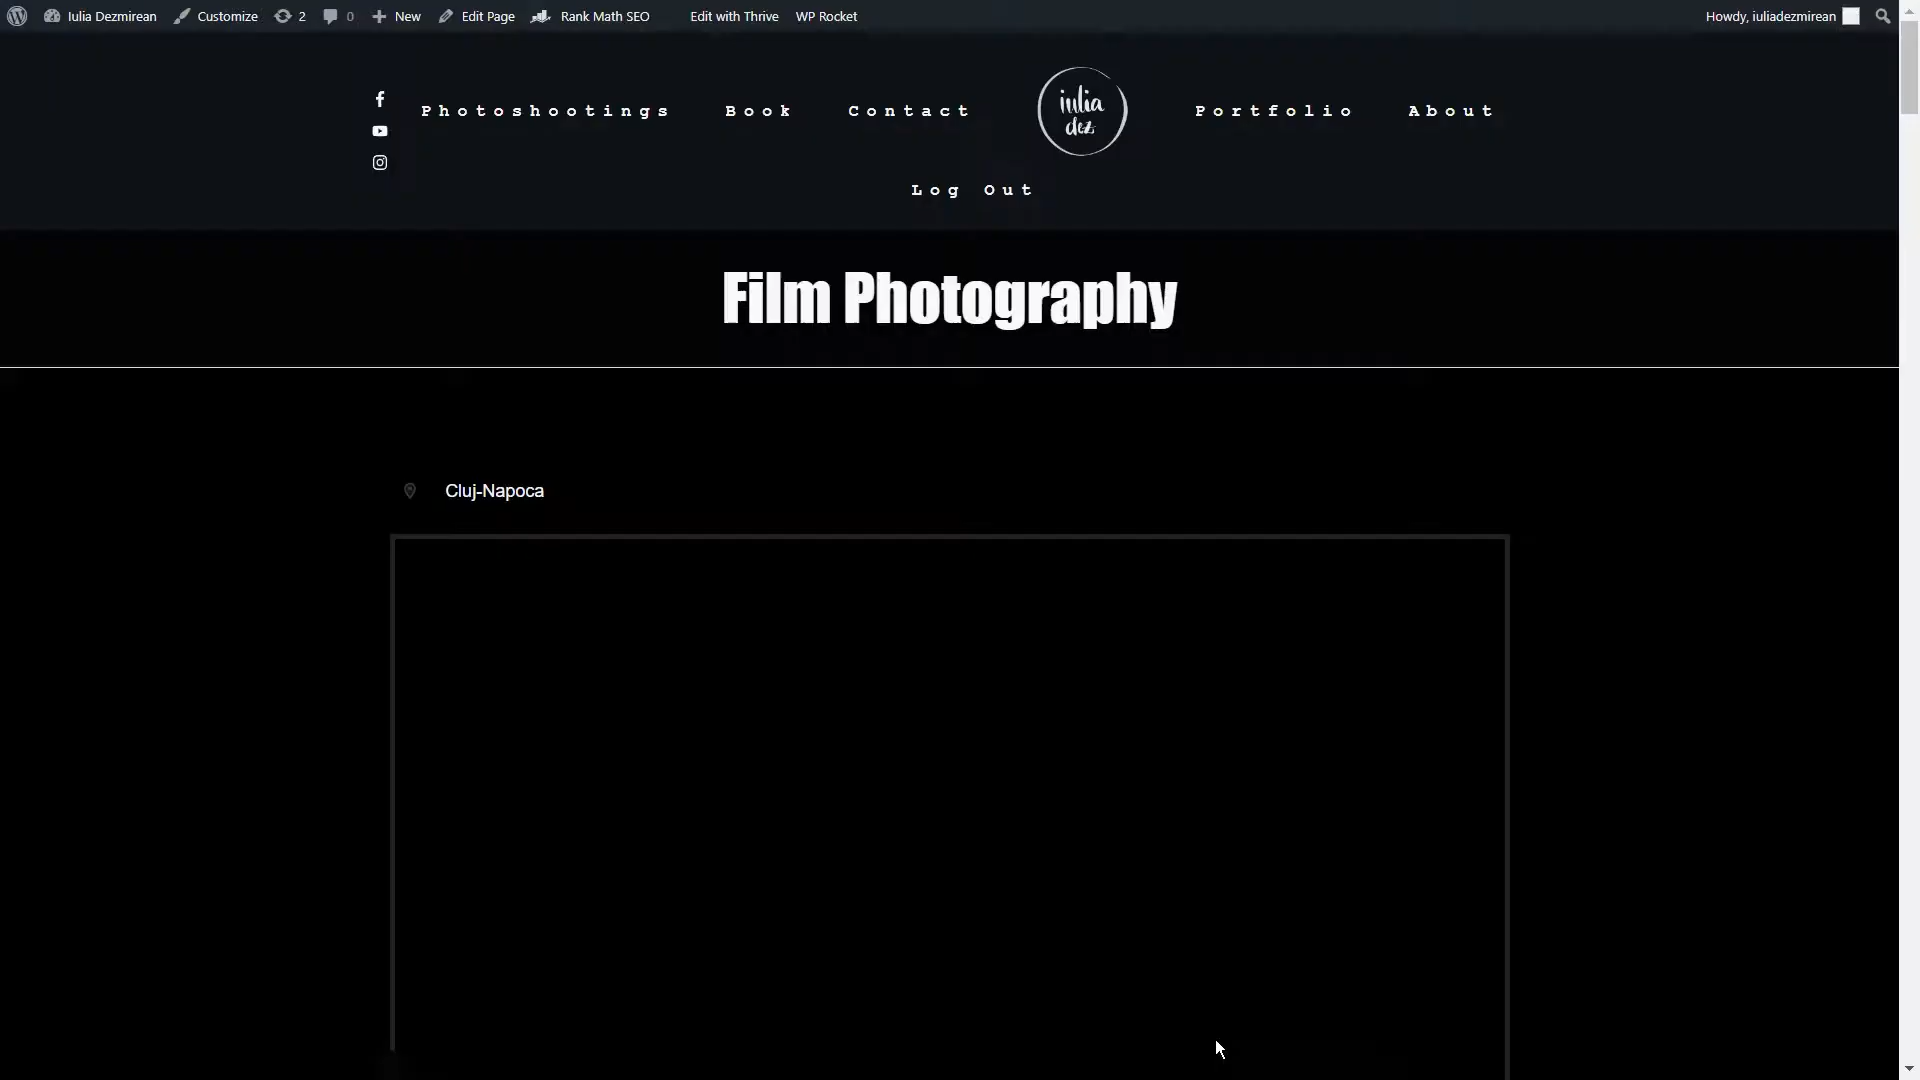 Iulia Dezmirean Customize 2 0 New Edit Page Rank Math SEO Edit with Thrive WP Rocket Howdy, iuliadezmirean
Photoshootings Book Contact iulia dez Portfolio About
Log Out
Film Photography
Cluj-Napoca